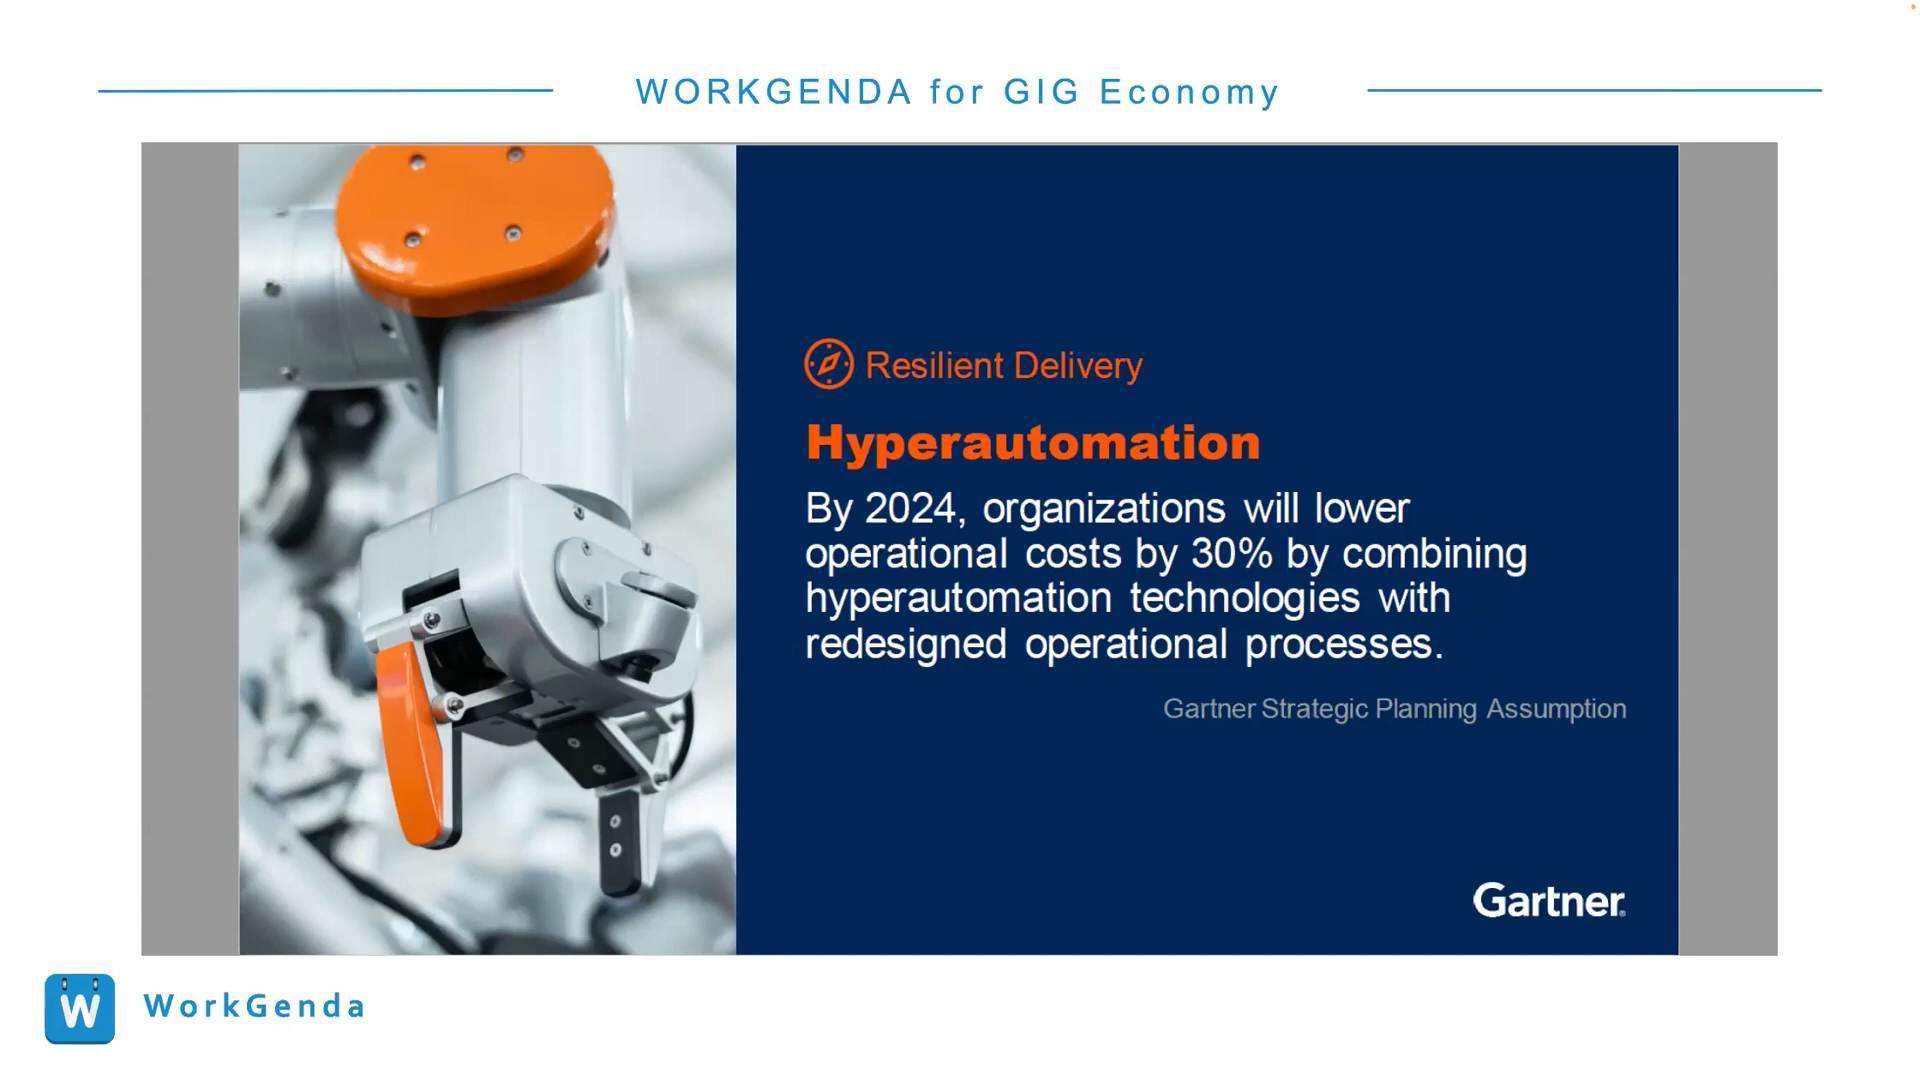 WORKGENDA for GIG Economy
Resilient Delivery
Hyperautomation
By 2024, organizations will lower
operational costs by 30% by combining
hyperautomation technologies with
redesigned operational processes.
Gartner Strategic Planning Assumption
Gartner®
W
WorkGenda